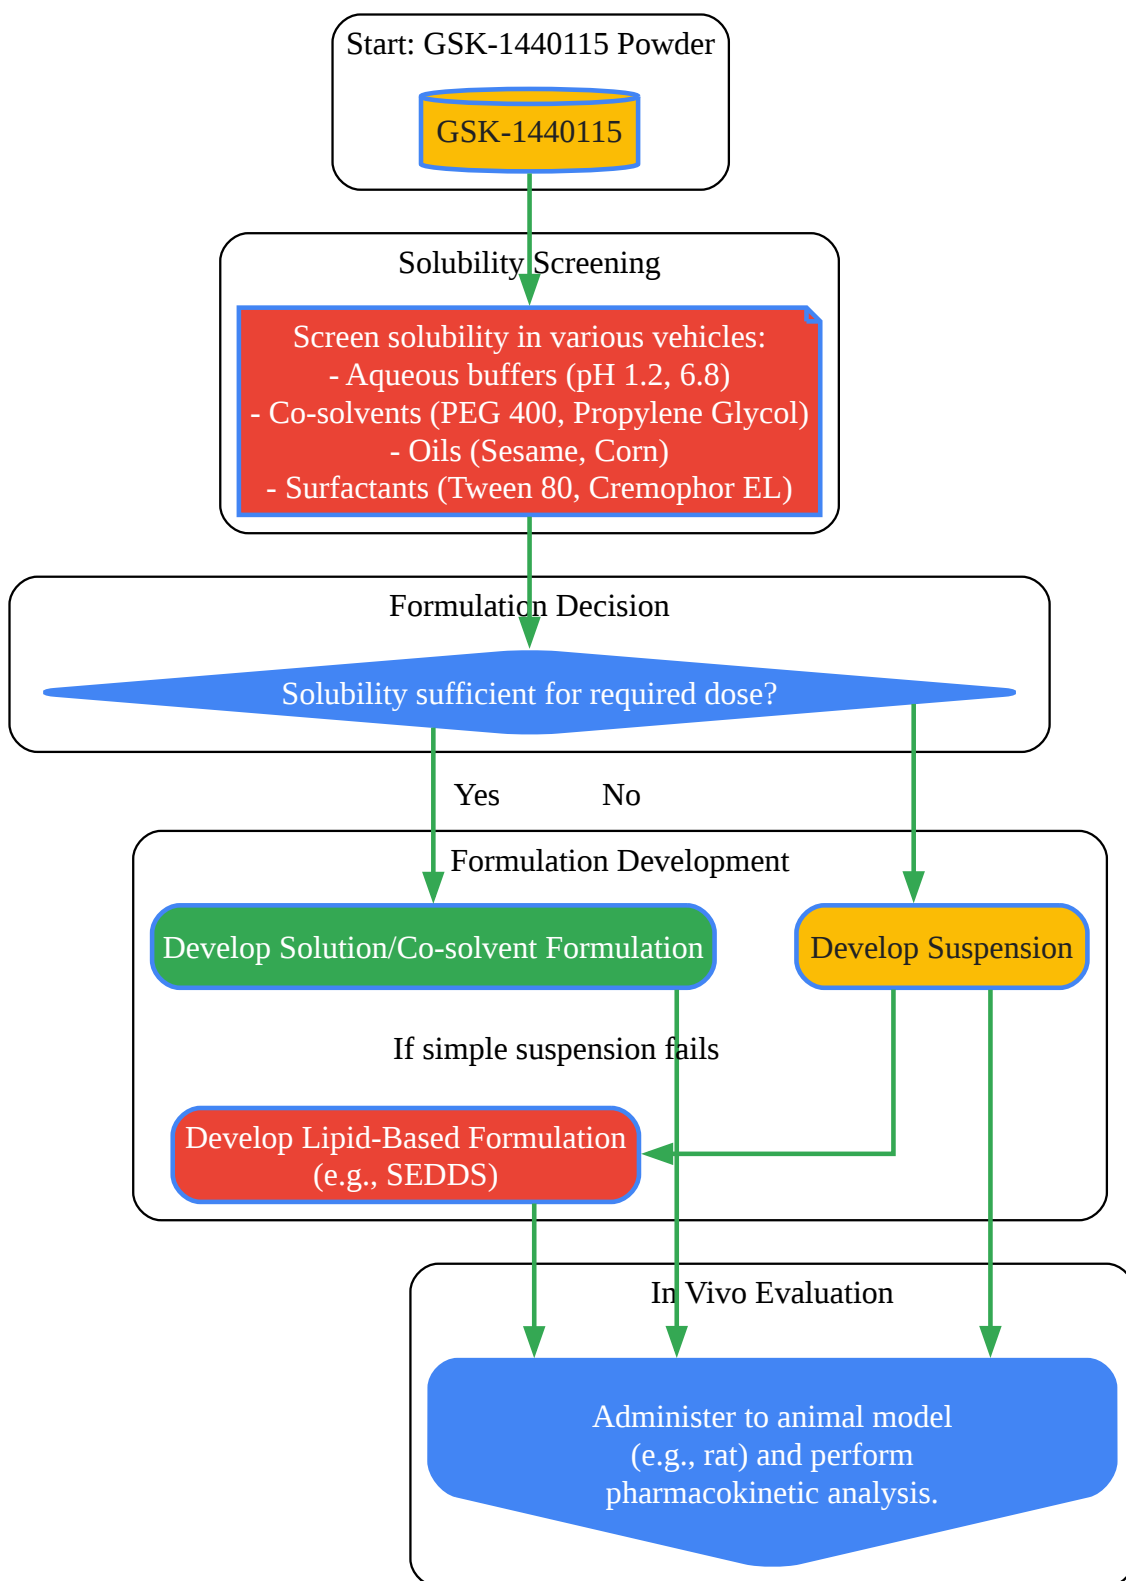 Start: GSK-1440115 Powder
GSK-1440115
Solubility Screening
Screen solubility in various vehicles:
- Aqueous buffers (pH 1.2, 6.8)
- Co-solvents (PEG 400, Propylene Glycol)
- Oils (Sesame, Corn)
- Surfactants (Tween 80, Cremophor EL)
Formulation Decision
Solubility sufficient for required dose?
Yes
No
Formulation Development
Develop Solution/Co-solvent Formulation
Develop Suspension
If simple suspension fails
Develop Lipid-Based Formulation
(e.g., SEDDS)
In Vivo Evaluation
Administer to animal model
(e.g., rat) and perform
pharmacokinetic analysis.